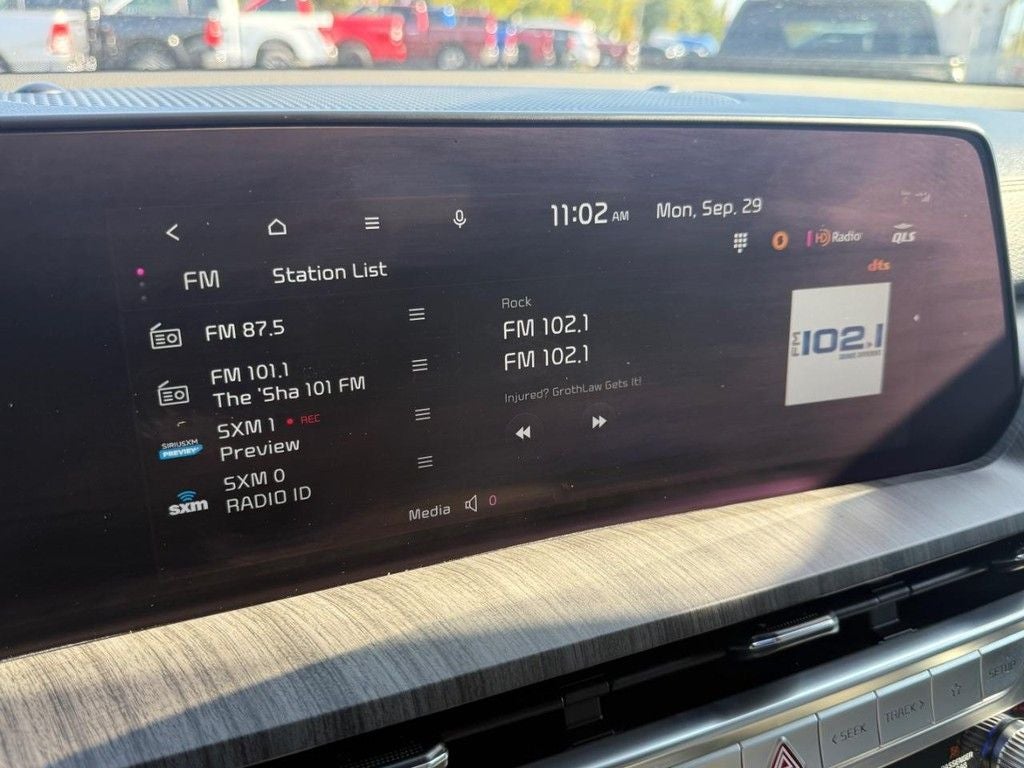 11:02 AM Mon, Sep. 29
HD Radio QLS
FM Station List
dts
FM 87.5
FM 101.1
The 'Sha 101 FM
SXM 1 REC
Preview
SIRIUSXM
PREVIEW
SXM 0
RADIO ID
sxm
Rock
FM 102.1
FM 102.1
Injured? GrothLaw Gets It!
FM 102.1
Media 0
< SEEK
TRACK >
SETUP